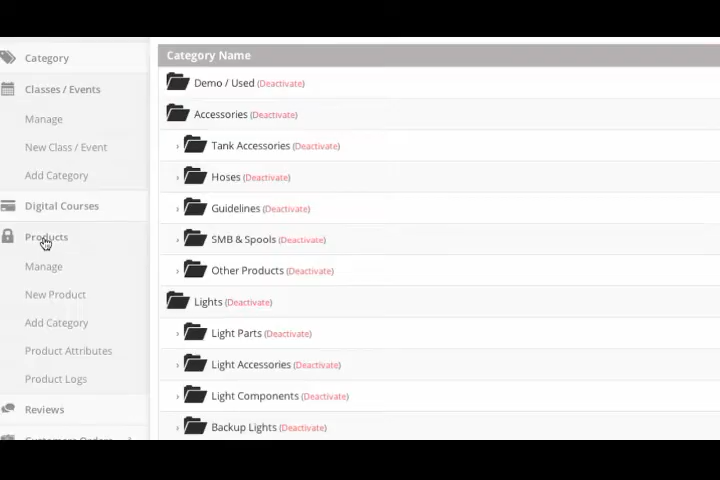 Category
Classes / Events
Manage
New Class / Event
Add Category
Digital Courses
Products
Manage
New Product
Add Category
Product Attributes
Product Logs
Reviews
Customers Orders
Category Name
Demo / Used (Deactivate)
Accessories (Deactivate)
› Tank Accessories (Deactivate)
› Hoses (Deactivate)
› Guidelines (Deactivate)
› SMB & Spools (Deactivate)
› Other Products (Deactivate)
Lights (Deactivate)
› Light Parts (Deactivate)
› Light Accessories (Deactivate)
› Light Components (Deactivate)
› Backup Lights (Deactivate)